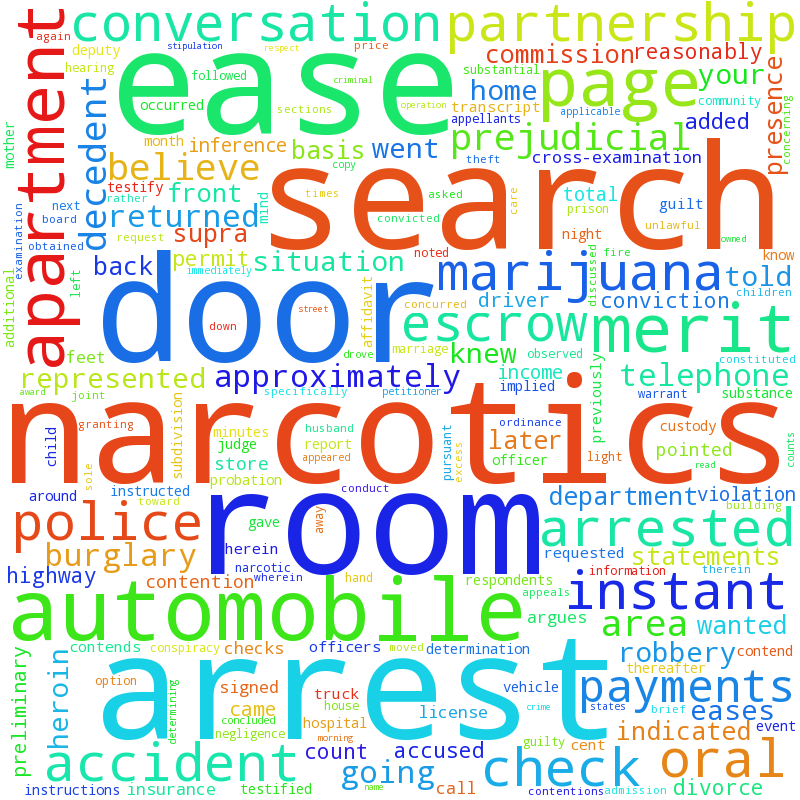 again
stipulation
respect
price
conversation
partnership
deputy
hearing
ease
followed
criminal
substantial
commission
reasonably
page
your
presence
concerning
apartment
occurred
sections
operation
home
transcript
applicable
community
appellants
added
mother
decedent
month
inference
basis
went
prejudicial
theft
cross-examination
believe
testify
rather
front
copy
search
total
guilt
prison
next
board
returned
mind
times
asked
convicted
care
night
unlawful
owned
examination
obtained
request
supra
noted
know
additional
left
back
permit
situation
immediately
marijuana
discussed
fire
told
children
door
affidavit
concurred
driver
conviction
street
down
drove
escrow
merit
feet
marriage
knew
observed
previously
constituted
represented
approximately
income
telephone
award
joint
specifically
petitioner
implied
warrant
substance
narcotics
granting
subdivision
minutes
husband
ordinance
later
custody
pointed
child
judge
report
appeared
officer
light
read
counts
sole
store
probation
pursuant
excess
around
instructed
toward
conduct
room
department
violation
building
police
gave
away
arrested
herein
requested
statements
burglary
narcotic
wherein
information
therein
highway
contention
hand
respondents
appeals
instant
automobile
argues
area
wanted
preliminary
heroin
contends
conspiracy
checks
officers
moved
determination
robbery
contend
arrest
thereafter
option
signed
truck
vehicle
payments
came
house
license
crime
states
brief
eases
event
determining
concluded
negligence
hospital
morning
count
accused
guilty
cent
indicated
oral
accident
going
check
instructions
insurance
testified
name
call
contentions
admission
divorce